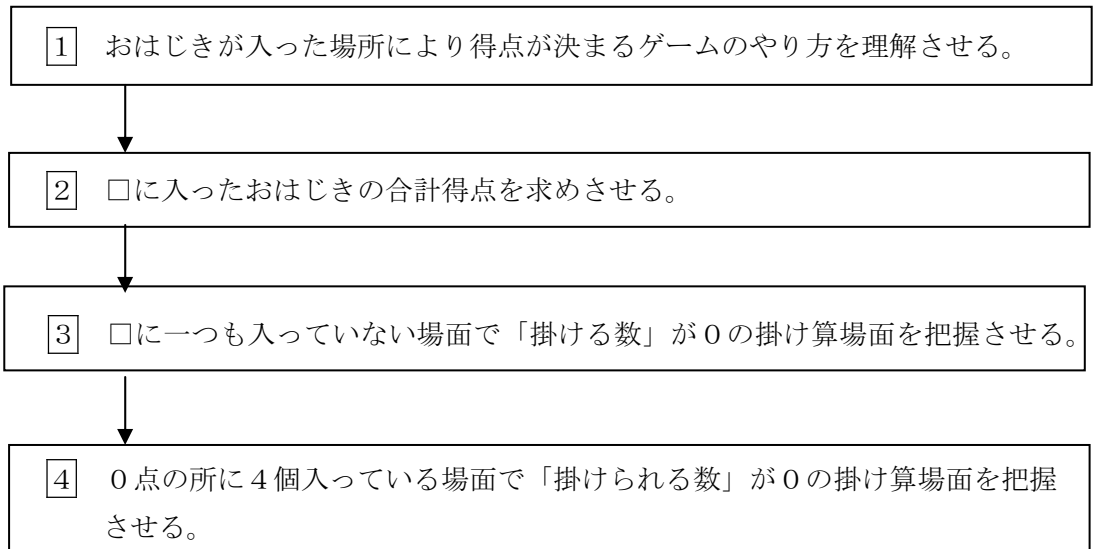 1 おはじきが入った場所により得点が決まるゲームのやり方を理解させる。
2 □に入ったおはじきの合計得点を求めさせる。
3 □に一つも入っていない場面で「掛ける数」が０の掛け算場面を把握させる。
4 ０点の所に４個入っている場面で「掛けられる数」が０の掛け算場面を把握
させる。